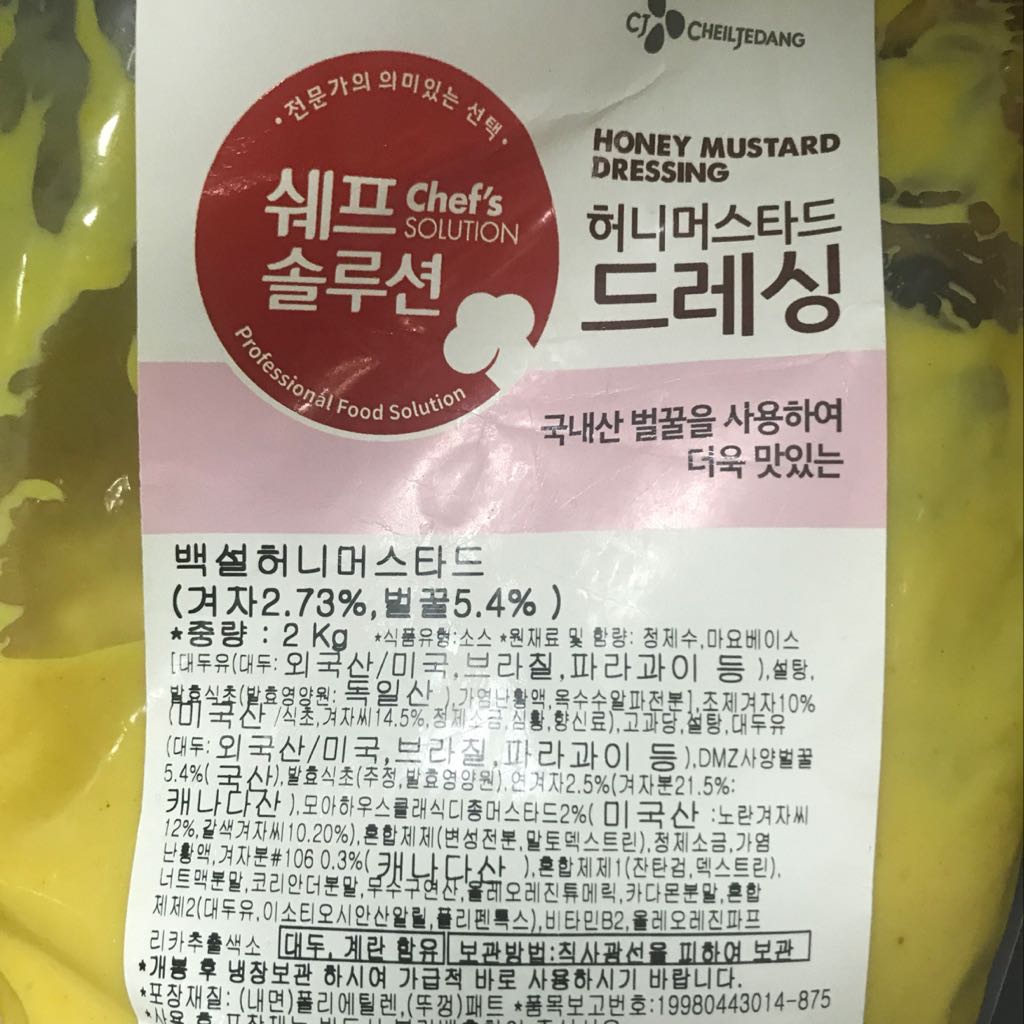 CJ CHEILJEDANG
·전문가의 의미있는 선택·
쉐프 Chef's
솔루션 SOLUTION
Professional Food Solution
HONEY MUSTARD
DRESSING
허니머스타드
드레싱
국내산 벌꿀을 사용하여
더욱 맛있는
백설허니머스타드
(겨자2.73%,벌꿀5.4% )
*중량 : 2 Kg *식품유형:소스 *원재료 및 함량: 정제수,마요베이스
[대두유(대두: 외국산/미국,브라질,파라과이 등 ),설탕,
발효식초(발효영양원: 독일산 ),가염난황액,옥수수알파전분],조제겨자10%
(미국산 /식초,겨자씨14.5%,정제소금,심황,향신료),고과당,설탕,대두유
(대두: 외국산/미국,브라질,파라과이 등 ),DMZ사양벌꿀
5.4%( 국산),발효식초(주정,발효영양원),연겨자2.5%(겨자분21.5%:
캐나다산 ),모아하우스클래식디종머스타드2%( 미국산 :노란겨자씨
12%,갈색겨자씨10.20%),혼합제제(변성전분,말토덱스트린),정제소금,가염
난황액,겨자분#106 0.3%( 캐나다산 ),혼합제제1(잔탄검,덱스트린),
너트맥분말,코리안더분말,무수구연산,올레오레진튜메릭,카다몬분말,혼합
제제2(대두유,이소티오시안산알릴,폴리펜톡스),비타민B2,올레오레진파프
리카추출색소 대두, 계란 함유 보관방법:직사광선을 피하여 보관
*개봉 후 냉장보관 하시여 가급적 바로 사용하시기 바랍니다.
*포장재질: (내면)폴리에틸렌,(뚜껑)패트 *품목보고번호:19980443014-875